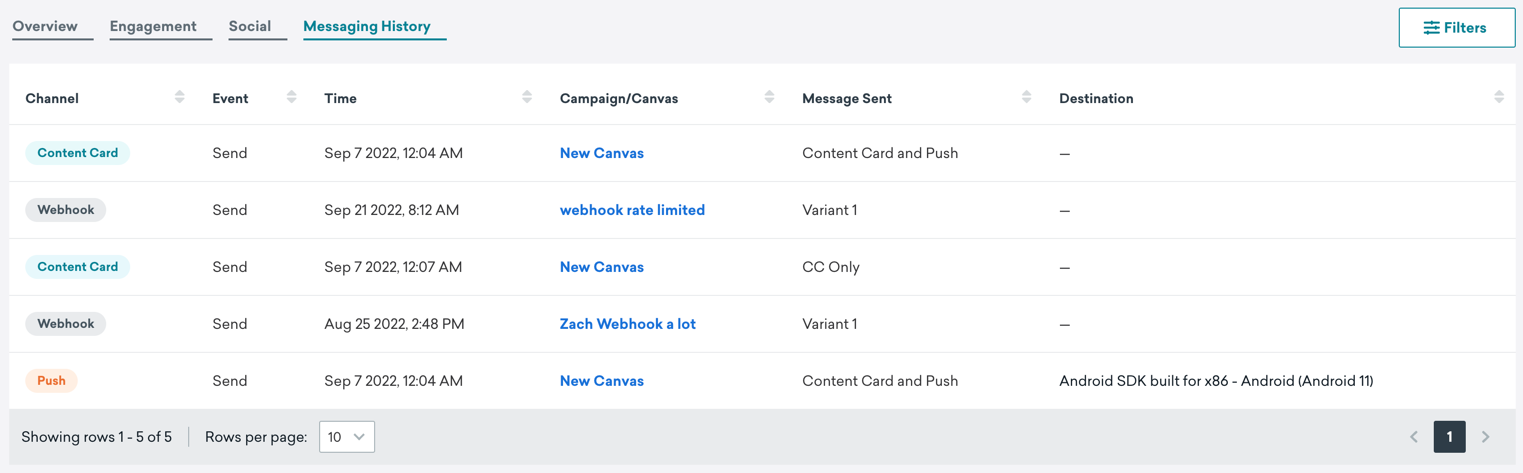 Overview Engagement Social Messaging History Filters
Channel Event Time Campaign/Canvas Message Sent Destination
Content Card Send Sep 7 2022, 12:04 AM New Canvas Content Card and Push —
Webhook Send Sep 21 2022, 8:12 AM webhook rate limited Variant 1 —
Content Card Send Sep 7 2022, 12:07 AM New Canvas CC Only —
Webhook Send Aug 25 2022, 2:48 PM Zach Webhook a lot Variant 1 —
Push Send Sep 7 2022, 12:04 AM New Canvas Content Card and Push Android SDK built for x86 - Android (Android 11)
Showing rows 1 - 5 of 5 Rows per page: 10 1